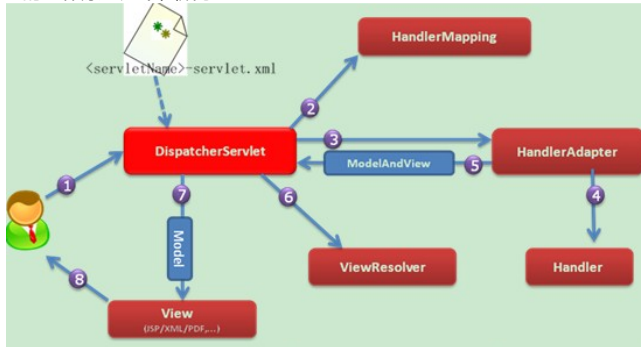 <servletName>-servlet.xml
HandlerMapping
2
DispatcherServlet
3
ModelAndView
5
HandlerAdapter
1
7
6
4
Model
ViewResolver
Handler
8
View
(JSP/XML/PDF,...)